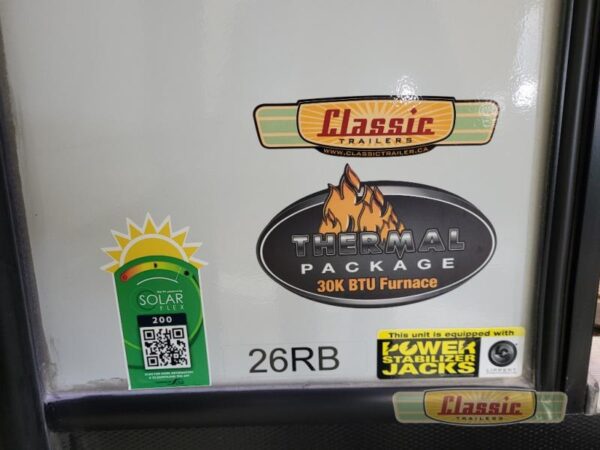 Classic
TRAILERS
WWW.CLASSICTRAILER.CA
THERMAL
PACKAGE
30K BTU Furnace
SOLAR
FLEX
200
26RB
This unit is equipped with
POWER
STABILIZER
JACKS
LIPPERT
Classic
TRAILERS